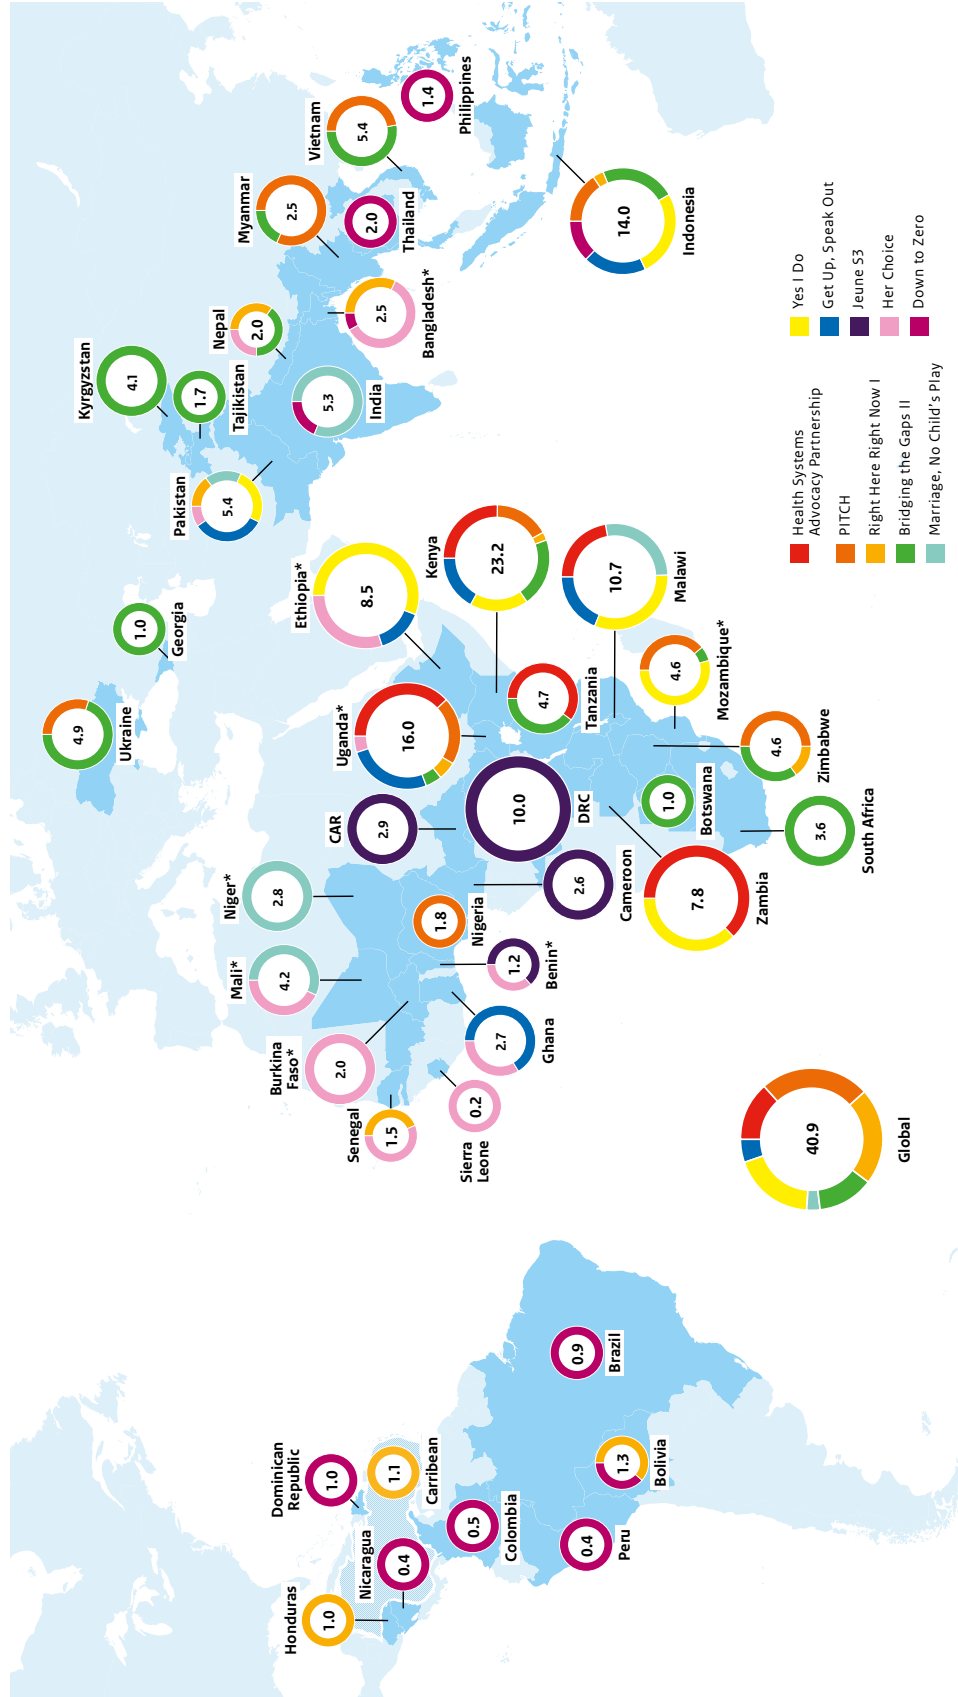 Honduras
1.0
Nicaragua
0.4
Dominican
Republic
1.0
Carribean
1.1
Colombia
0.5
Peru
0.4
Bolivia
1.3
Brazil
0.9
Global
40.9
Senegal
1.5
Sierra
Leone
0.2
Burkina
Faso*
2.0
Ghana
2.7
Mali*
4.2
Benin*
1.2
Niger*
2.8
Nigeria
1.8
Cameroon
2.6
CAR
2.9
DRC
10.0
Zambia
7.8
South Africa
3.6
Botswana
1.0
Zimbabwe
4.6
Uganda*
16.0
Tanzania
4.7
Mozambique*
4.6
Ethiopia*
8.5
Kenya
23.2
Malawi
10.7
Ukraine
4.9
Georgia
1.0
Pakistan
5.4
Tajikistan
1.7
Kyrgyzstan
4.1
India
5.3
Nepal
2.0
Bangladesh*
2.5
Myanmar
2.5
Thailand
2.0
Vietnam
5.4
Philippines
1.4
Indonesia
14.0
Health Systems
Advocacy Partnership
PITCH
Right Here Right Now I
Bridging the Gaps II
Marriage, No Child's Play
Yes I Do
Get Up, Speak Out
Jeune S3
Her Choice
Down to Zero